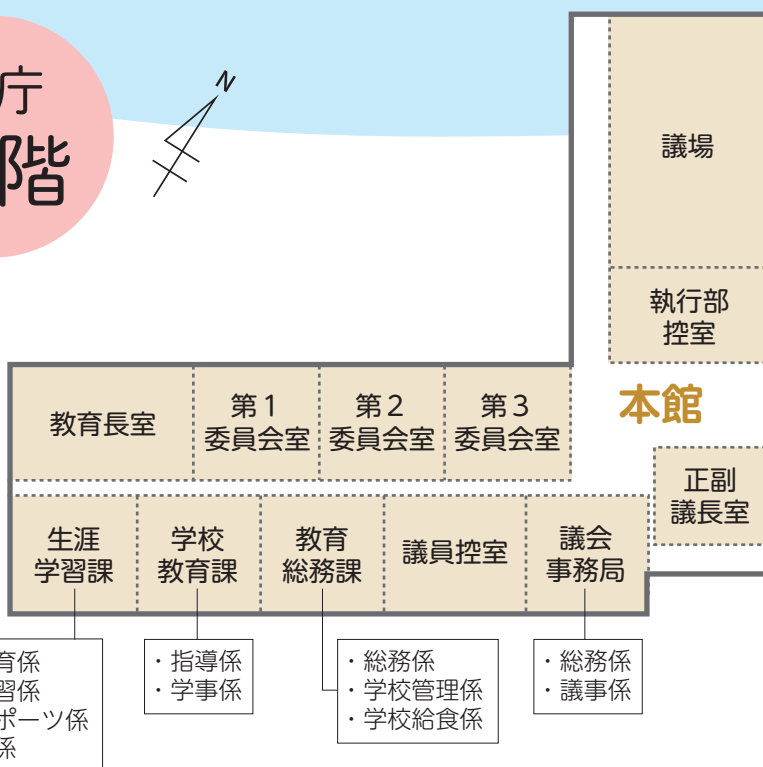 庁
階
N
議場
執行部
控室
本館
教育長室
第1
委員会室
第2
委員会室
第3
委員会室
正副
議長室
生涯
学習課
学校
教育課
教育
総務課
議員控室
議会
事務局
育係
習係
ポーツ係
係
・指導係
・学事係
・総務係
・学校管理係
・学校給食係
・総務係
・議事係